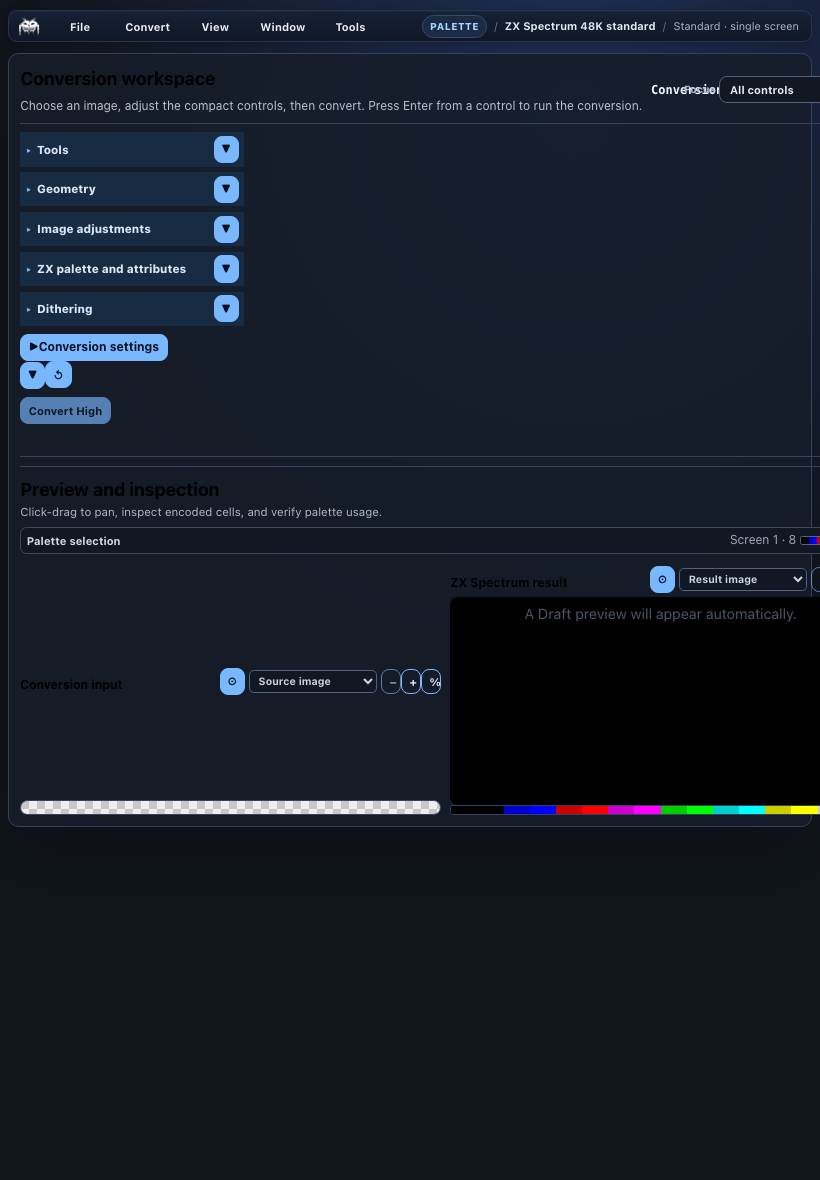 File Convert View Window Tools PALETTE / ZX Spectrum 48K standard / Standard · single screen
Conversion workspace
Choose an image, adjust the compact controls, then convert. Press Enter from a control to run the conversion.
Conversion All controls
Tools
Geometry
Image adjustments
ZX palette and attributes
Dithering
Conversion settings
Convert High
Preview and inspection
Click-drag to pan, inspect encoded cells, and verify palette usage.
Palette selection Screen 1 · 8
ZX Spectrum result Result image
A Draft preview will appear automatically.
Conversion input Source image − + %